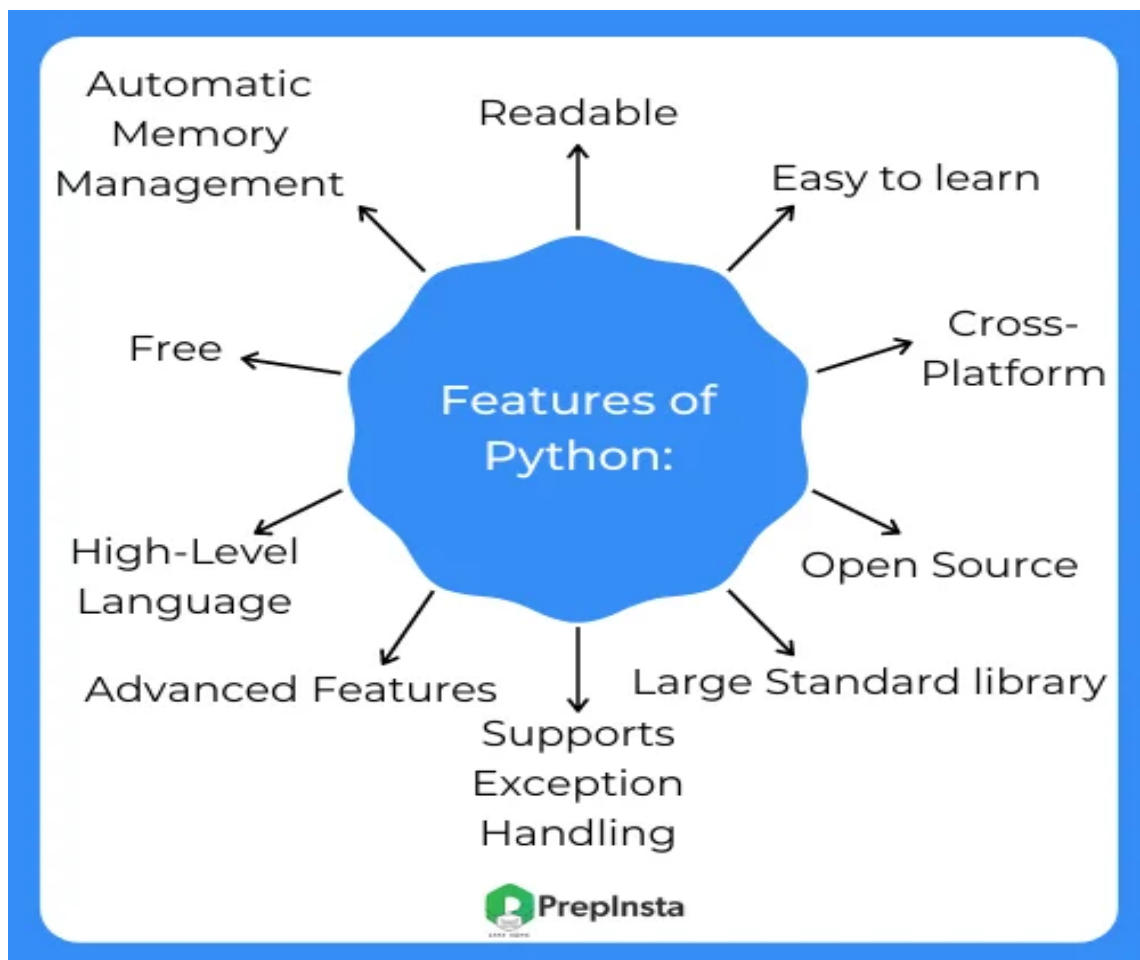 Automatic
Memory
Management
Readable
Easy to learn
Cross-
Platform
Free
Features of
Python:
High-Level
Language
Open Source
Advanced Features
Large Standard library
Supports
Exception
Handling
PrepInsta